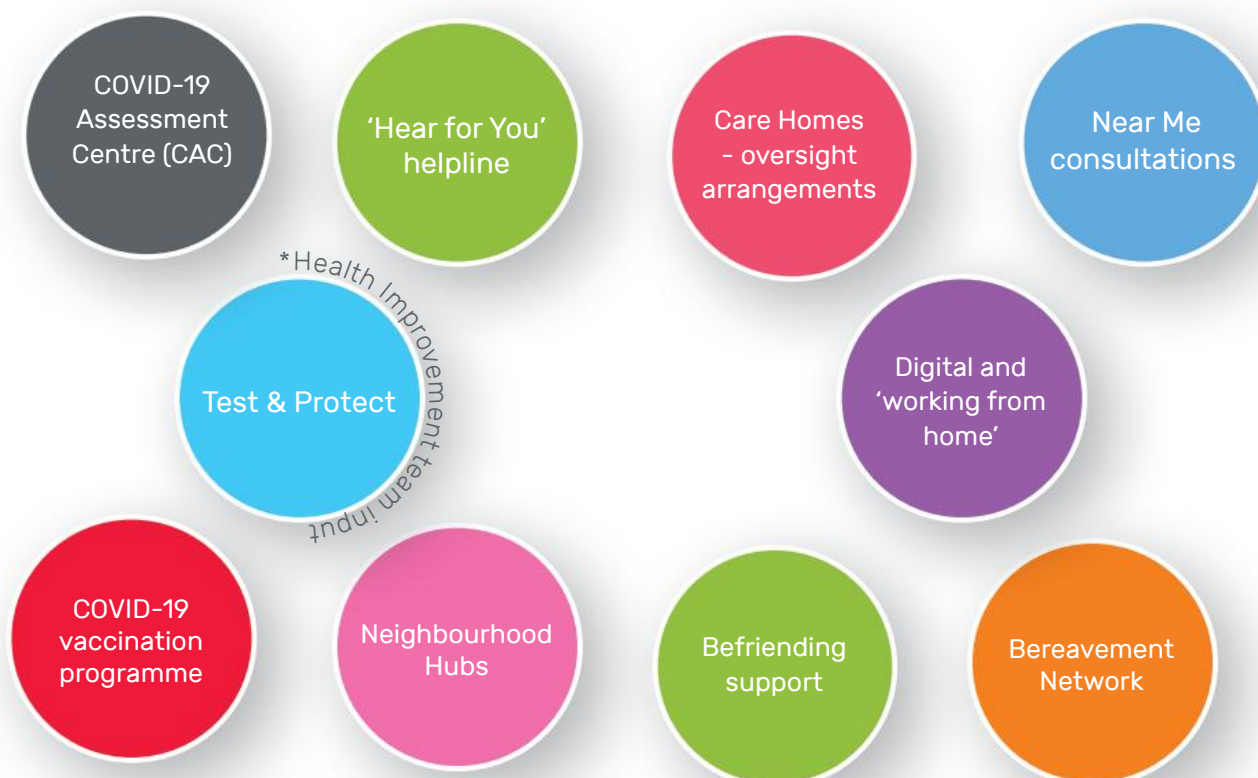 COVID-19
Assessment
Centre (CAC)
‘Hear for You’
helpline
Care Homes
- oversight
arrangements
Near Me
consultations
*Health Improvement team input
Test & Protect
Digital and
‘working from
home’
COVID-19
vaccination
programme
Neighbourhood
Hubs
Befriending
support
Bereavement
Network